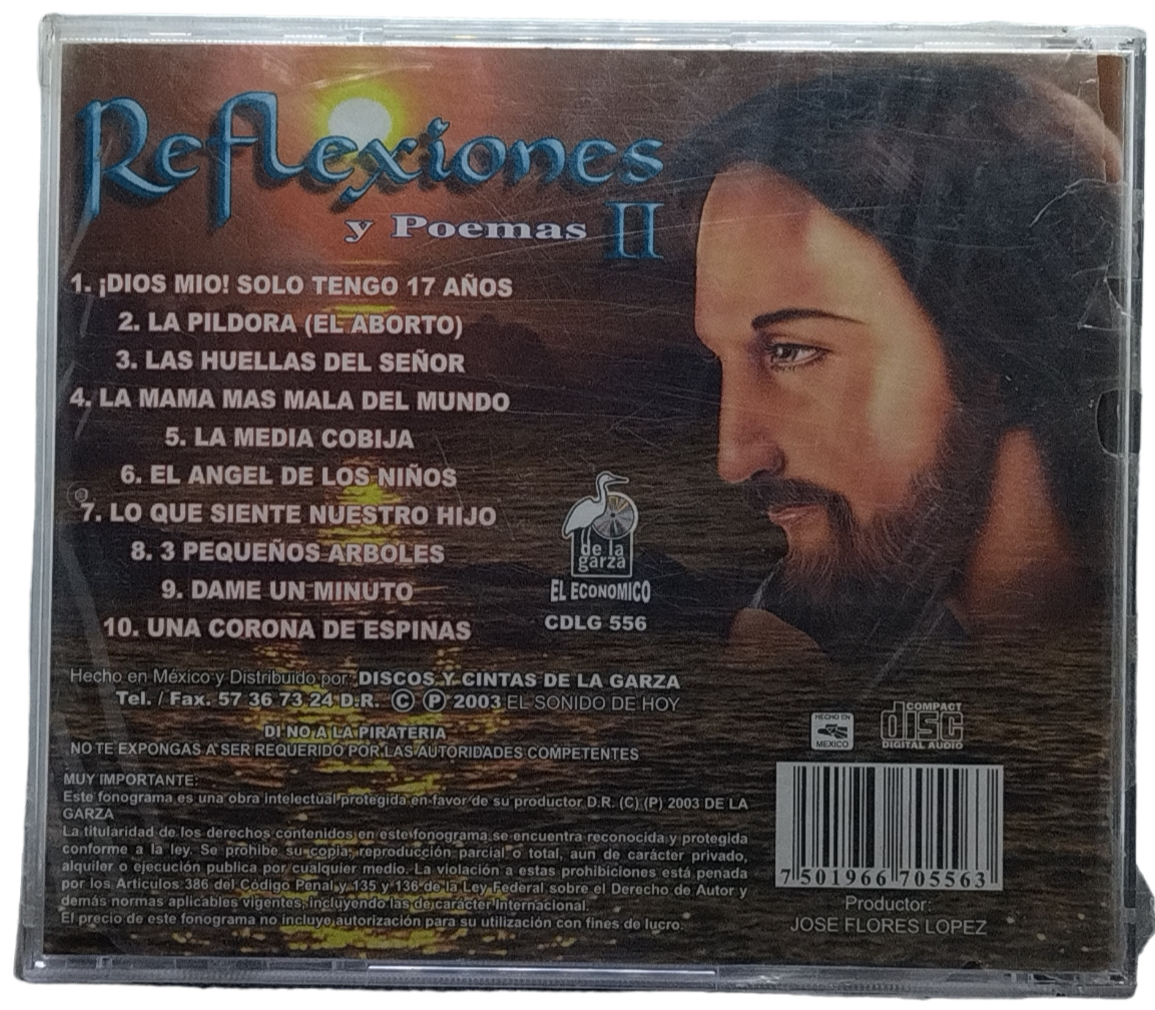 Reflexiones
y Poemas II
1. ¡DIOS MIO! SOLO TENGO 17 AÑOS
2. LA PILDORA (EL ABORTO)
3. LAS HUELLAS DEL SEÑOR
4. LA MAMA MAS MALA DEL MUNDO
5. LA MEDIA COBIJA
6. EL ANGEL DE LOS NIÑOS
7. LO QUE SIENTE NUESTRO HIJO
8. 3 PEQUEÑOS ARBOLES
9. DAME UN MINUTO
10. UNA CORONA DE ESPINAS
de la
garza
EL ECONOMICO
CDLG 556
Hecho en México y Distribuido por: DISCOS Y CINTAS DE LA GARZA
Tel. / Fax. 57 36 73 24 D.R. © ℗ 2003 EL SONIDO DE HOY
DI NO A LA PIRATERIA
NO TE EXPONGAS A SER REQUERIDO POR LAS AUTORIDADES COMPETENTES
MUY IMPORTANTE:
Este fonograma es una obra intelectual protegida en favor de su productor D.R. (C) (P) 2003 DE LA
GARZA
La titularidad de los derechos contenidos en este fonograma se encuentra reconocida y protegida
conforme a la ley. Se prohibe su copia, reproducción parcial o total, aun de carácter privado,
alquiler o ejecución publica por cualquier medio. La violación a estas prohibiciones está penada
por los Articulos 386 del Código Penal y 135 y 136 de la Ley Federal sobre el Derecho de Autor y
demás normas aplicables vigentes, incluyendo las de carácter Internacional.
El precio de este fonograma no incluye autorización para su utilización con fines de lucro.
HECHO EN
MEXICO
COMPACT
disc
DIGITAL AUDIO
7 501966 705563
Productor:
JOSE FLORES LOPEZ